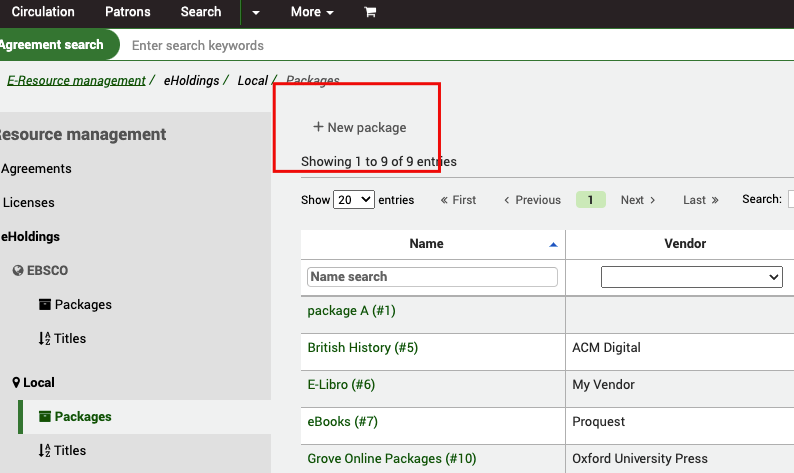 Circulation Patrons Search More
Agreement search Enter search keywords
E-Resource management / eHoldings / Local / Packages
+ New package
esource management
Showing 1 to 9 of 9 entries
Agreements
Show 20 entries « First ‹ Previous 1 Next › Last » Search:
Licenses
eHoldings
Name Vendor
EBSCO
Name search
Packages
package A (#1)
Titles
British History (#5) ACM Digital
Local
E-Libro (#6) My Vendor
Packages
eBooks (#7) Proquest
Titles
Grove Online Packages (#10) Oxford University Press